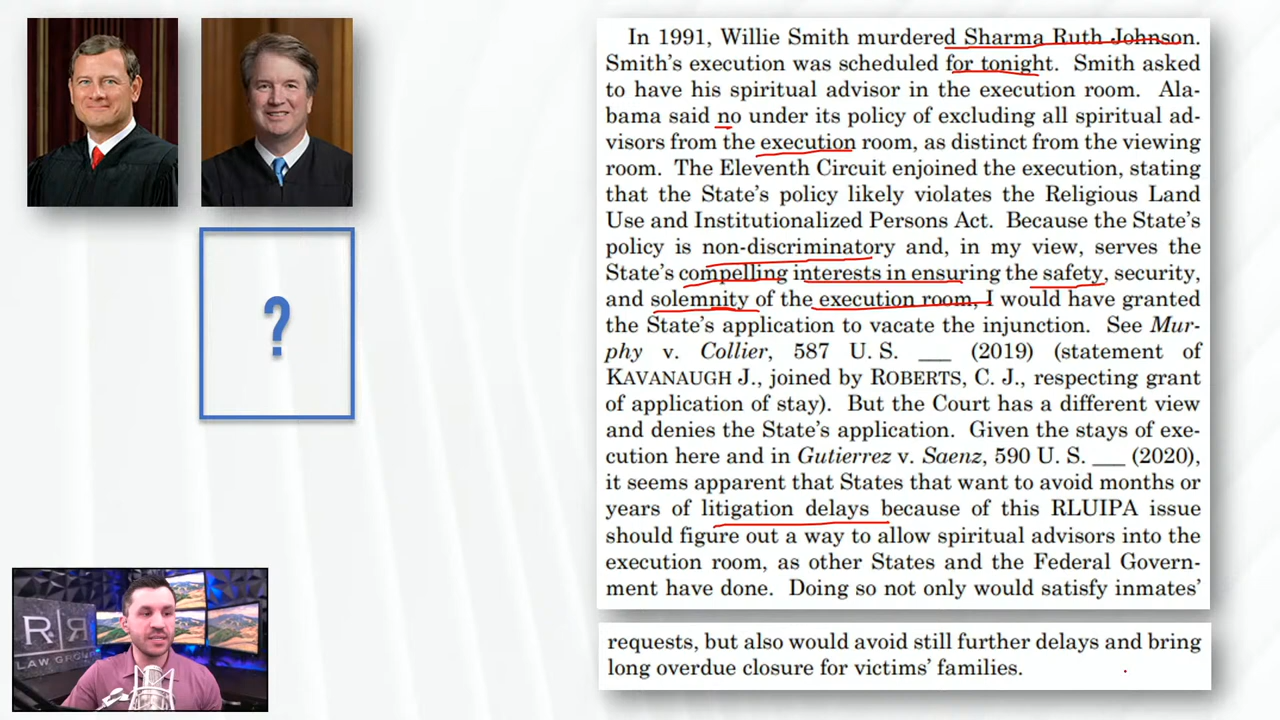 ?
R|R
LAW GROUP
In 1991, Willie Smith murdered Sharma Ruth Johnson.
Smith's execution was scheduled for tonight. Smith asked
to have his spiritual advisor in the execution room. Ala-
bama said no under its policy of excluding all spiritual ad-
visors from the execution room, as distinct from the viewing
room. The Eleventh Circuit enjoined the execution, stating
that the State's policy likely violates the Religious Land
Use and Institutionalized Persons Act. Because the State's
policy is non-discriminatory and, in my view, serves the
State's compelling interests in ensuring the safety, security,
and solemnity of the execution room, I would have granted
the State's application to vacate the injunction. See Mur-
phy v. Collier, 587 U. S. ___ (2019) (statement of
KAVANAUGH J., joined by ROBERTS, C. J., respecting grant
of application of stay). But the Court has a different view
and denies the State's application. Given the stays of exe-
cution here and in Gutierrez v. Saenz, 590 U. S. ___ (2020),
it seems apparent that States that want to avoid months or
years of litigation delays because of this RLUIPA issue
should figure out a way to allow spiritual advisors into the
execution room, as other States and the Federal Govern-
ment have done. Doing so not only would satisfy inmates'
requests, but also would avoid still further delays and bring
long overdue closure for victims' families.